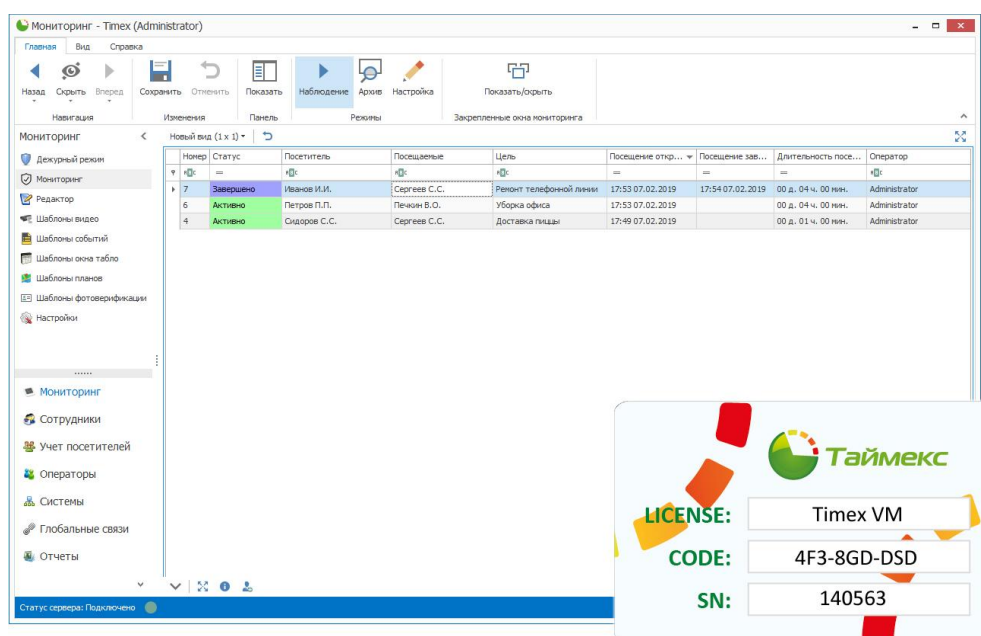 Мониторинг - Timex (Administrator)
Главная Вид Справка
Назад Скрыть Вперед Сохранить Отменить Показать Наблюдение Архив Настройка Показать/скрыть
Навигация Изменения Панель Режимы Закрепленные окна мониторинга
Мониторинг
Новый вид (1 x 1)
Дежурный режим
Мониторинг
Редактор
Шаблоны видео
Шаблоны событий
Шаблоны окна табло
Шаблоны планов
Шаблоны фотоверификации
Настройки
Мониторинг
Сотрудники
Учет посетителей
Операторы
Системы
Глобальные связи
Отчеты
Номер Статус Посетитель Посещаемые Цель Посещение откр... Посещение зав... Длительность посе... Оператор
= = = =
7 Завершено Иванов И.И. Сергеев С.С. Ремонт телефонной линии 17:53 07.02.2019 17:54 07.02.2019 00 д. 04 ч. 00 мин. Administrator
6 Активно Петров П.П. Печкин В.О. Уборка офиса 17:53 07.02.2019 00 д. 04 ч. 00 мин. Administrator
4 Активно Сидоров С.С. Сергеев С.С. Доставка пиццы 17:49 07.02.2019 00 д. 01 ч. 00 мин. Administrator
Статус сервера: Подключено
Таймекс
LICENSE: Timex VM
CODE: 4F3-8GD-DSD
SN: 140563